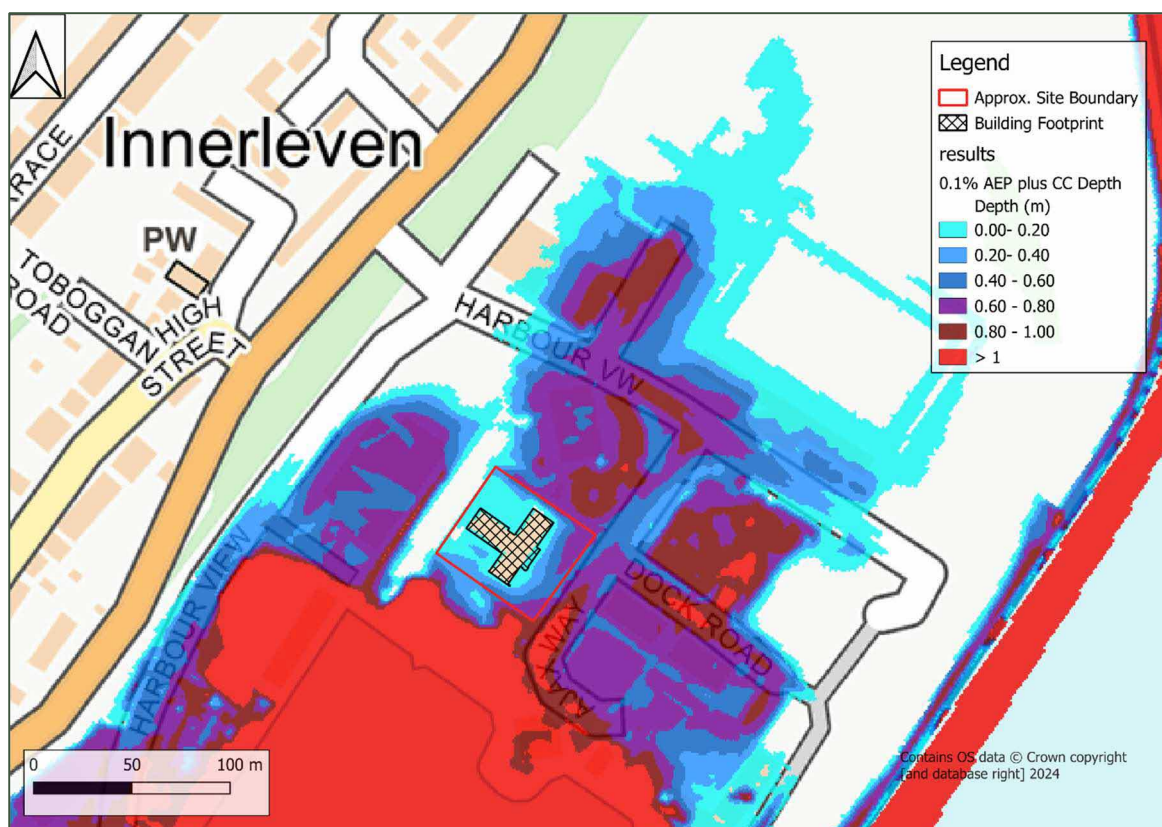 Innerleven
RACE
PW
TOBOGGAN
ROAD
HIGH
STREET
HARBOUR VW
HARBOUR VIEW
DOCK ROAD
AJAX WAY
Legend
Approx. Site Boundary
Building Footprint
results
0.1% AEP plus CC Depth
Depth (m)
0.00- 0.20
0.20- 0.40
0.40 - 0.60
0.60 - 0.80
0.80 - 1.00
> 1
0 50 100 m
Contains OS data © Crown copyright
[and database right] 2024